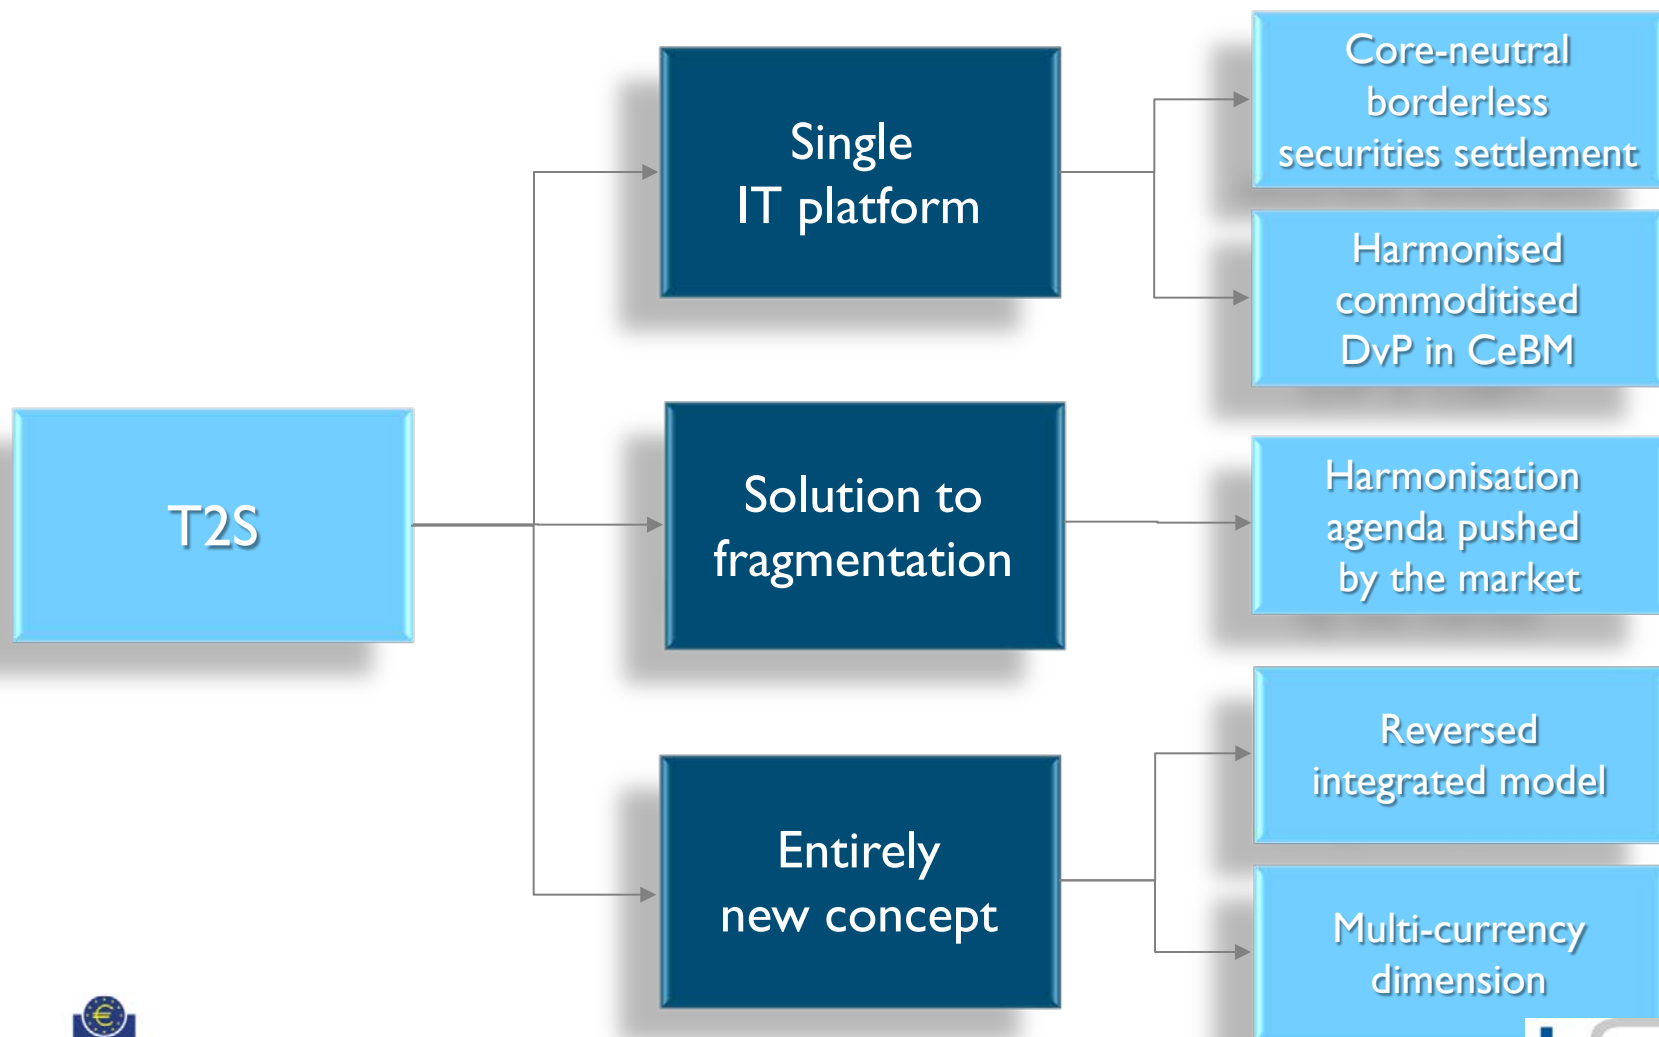 T2S
Single
IT platform
Core-neutral
borderless
securities settlement
Harmonised
commoditised
DvP in CeBM
Solution to
fragmentation
Harmonisation
agenda pushed
by the market
Entirely
new concept
Reversed
integrated model
Multi-currency
dimension